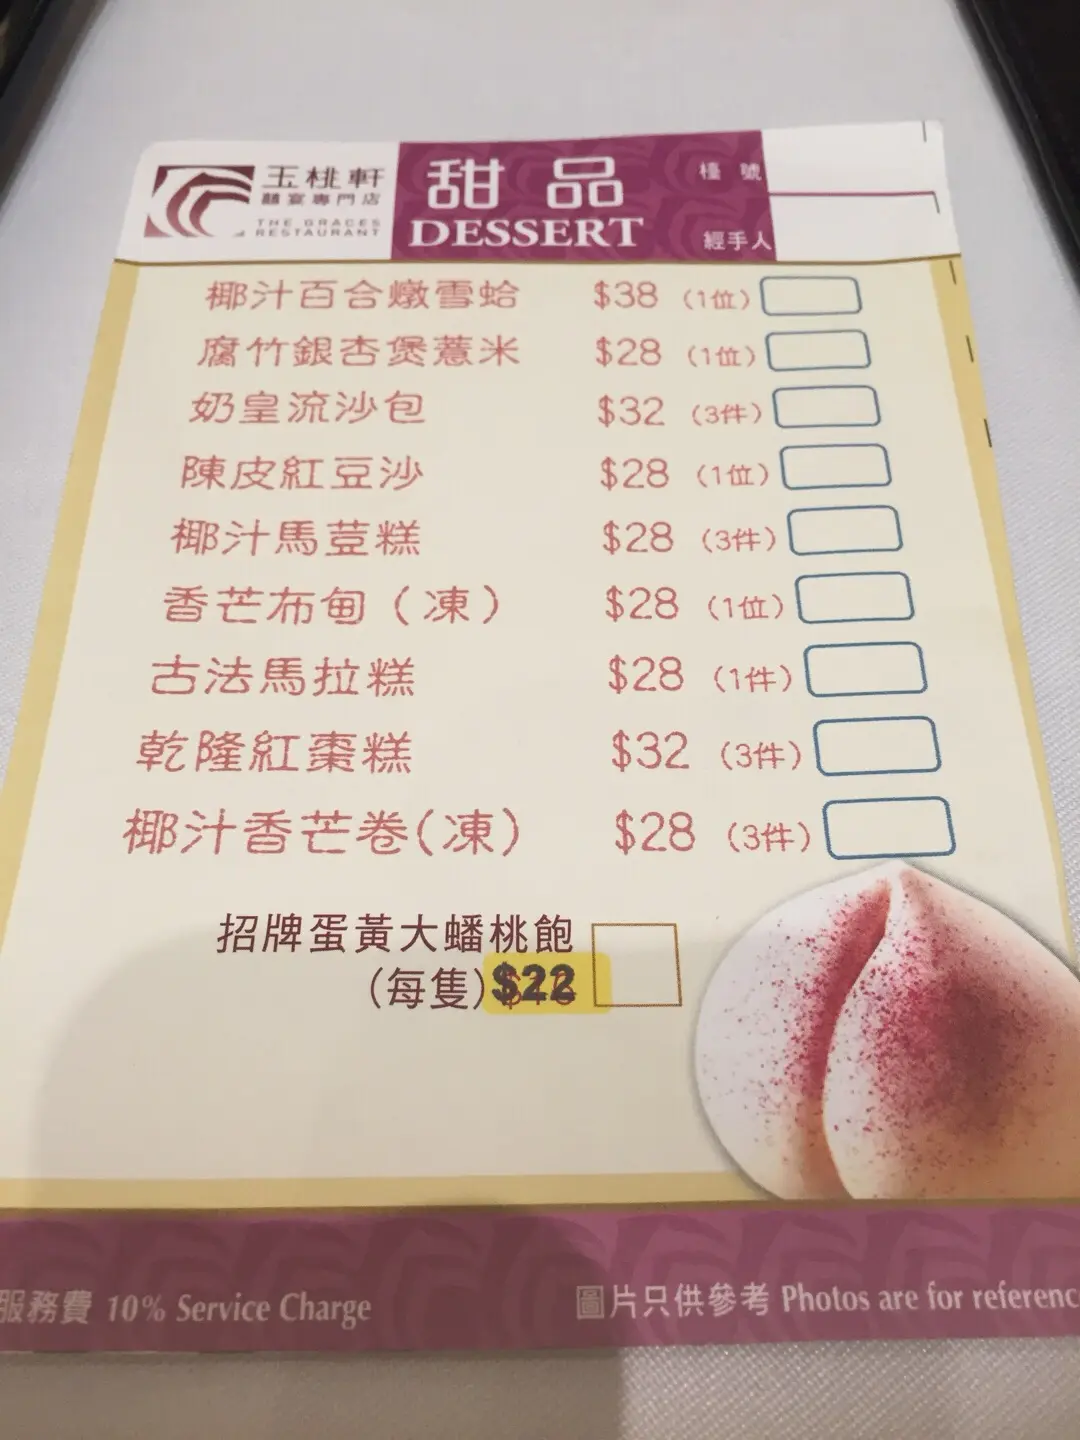 玉桃軒
囍宴專門店
THE GRACES
RESTAURANT
甜品
DESSERT
檯號
經手人
椰汁百合燉雪蛤 $38 (1位)
腐竹銀杏煲薏米 $28 (1位)
奶皇流沙包 $32 (3件)
陳皮紅豆沙 $28 (1位)
椰汁馬荳糕 $28 (3件)
香芒布甸（凍） $28 (1位)
古法馬拉糕 $28 (1件)
乾隆紅棗糕 $32 (3件)
椰汁香芒卷(凍) $28 (3件)
招牌蛋黃大蟠桃飽
(每隻)$22
服務費 10% Service Charge
圖片只供參考 Photos are for referenc